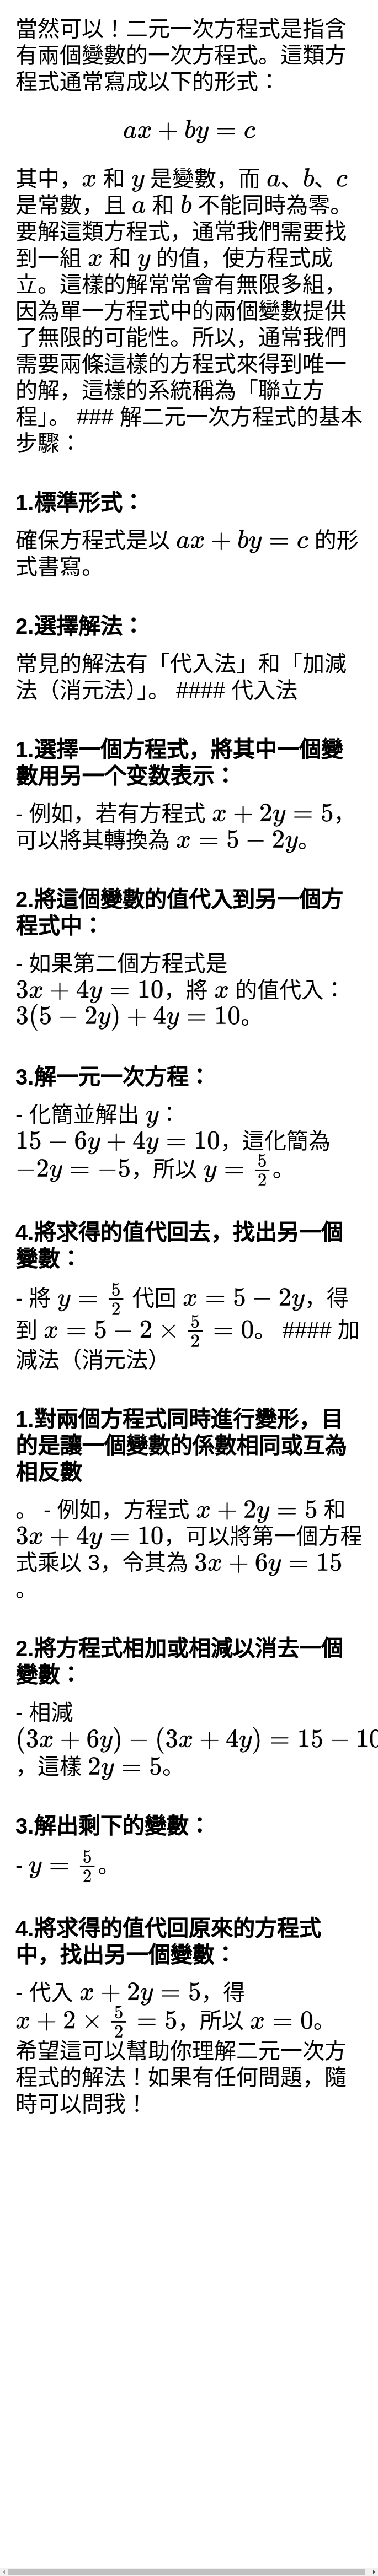 當然可以！二元一次方程式是指含
有兩個變數的一次方程式。這類方
程式通常寫成以下的形式：
ax + by = c
其中，x 和 y 是變數，而 a、b、c
是常數，且 a 和 b 不能同時為零。
要解這類方程式，通常我們需要找
到一組 x 和 y 的值，使方程式成
立。這樣的解常常會有無限多組，
因為單一方程式中的兩個變數提供
了無限的可能性。所以，通常我們
需要兩條這樣的方程式來得到唯一
的解，這樣的系統稱為「聯立方
程」。 ### 解二元一次方程式的基本
步驟：
1.標準形式：
確保方程式是以 ax + by = c 的形
式書寫。
2.選擇解法：
常見的解法有「代入法」和「加減
法（消元法）」。 #### 代入法
1.選擇一個方程式，將其中一個變
數用另一个变数表示：
- 例如，若有方程式 x + 2y = 5，
可以將其轉換為 x = 5 − 2y。
2.將這個變數的值代入到另一個方
程式中：
- 如果第二個方程式是
3x + 4y = 10，將 x 的值代入：
3(5 − 2y) + 4y = 10。
3.解一元一次方程：
- 化簡並解出 y：
15 − 6y + 4y = 10，這化簡為
−2y = −5，所以 y = 5/2。
4.將求得的值代回去，找出另一個
變數：
- 將 y = 5/2 代回 x = 5 − 2y，得
到 x = 5 − 2 × 5/2 = 0。 #### 加
減法（消元法）
1.對兩個方程式同時進行變形，目
的是讓一個變數的係數相同或互為
相反數
。 - 例如，方程式 x + 2y = 5 和
3x + 4y = 10，可以將第一個方程
式乘以 3，令其為 3x + 6y = 15
。
2.將方程式相加或相減以消去一個
變數：
- 相減
(3x + 6y) − (3x + 4y) = 15 − 10
，這樣 2y = 5。
3.解出剩下的變數：
- y = 5/2。
4.將求得的值代回原來的方程式
中，找出另一個變數：
- 代入 x + 2y = 5，得
x + 2 × 5/2 = 5，所以 x = 0。
希望這可以幫助你理解二元一次方
程式的解法！如果有任何問題，隨
時可以問我！